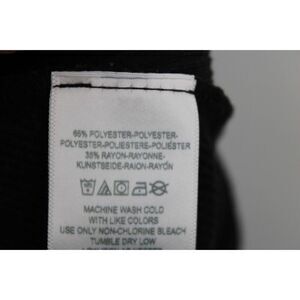 65% POLYESTER-POLYESTER-
POLYESTER-POLIESTERE-POLIÉSTER
35% RAYON-RAYONNE-
KUNSTSEIDE-RAION-RAYÓN
MACHINE WASH COLD
WITH LIKE COLORS
USE ONLY NON-CHLORINE BLEACH
TUMBLE DRY LOW